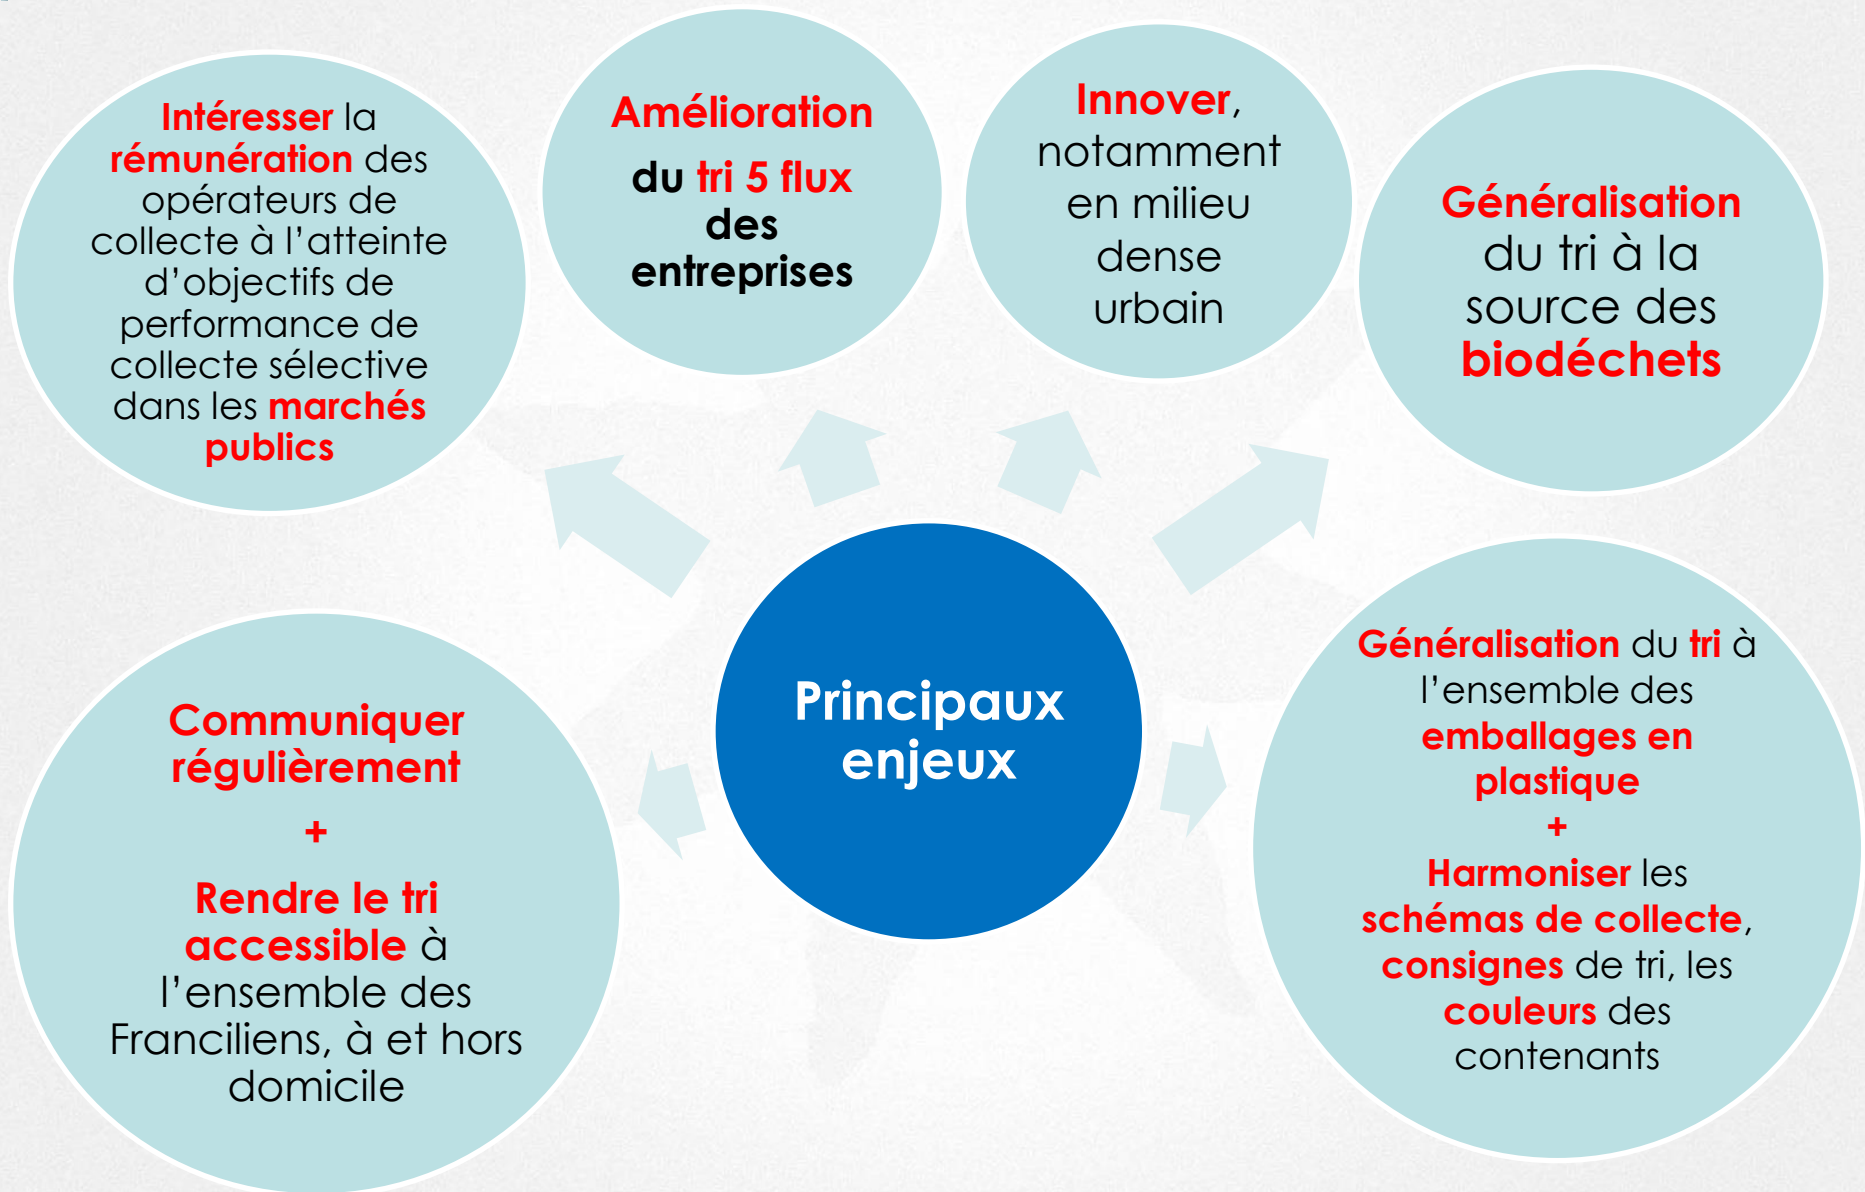 Intéresser la
rémunération des
opérateurs de
collecte à l’atteinte
d’objectifs de
performance de
collecte sélective
dans les marchés
publics
Amélioration
du tri 5 flux
des
entreprises
Innover,
notamment
en milieu
dense
urbain
Généralisation
du tri à la
source des
biodéchets
Principaux
enjeux
Communiquer
régulièrement
+
Rendre le tri
accessible à
l’ensemble des
Franciliens, à et hors
domicile
Généralisation du tri à
l’ensemble des
emballages en
plastique
+
Harmoniser les
schémas de collecte,
consignes de tri, les
couleurs des
contenants